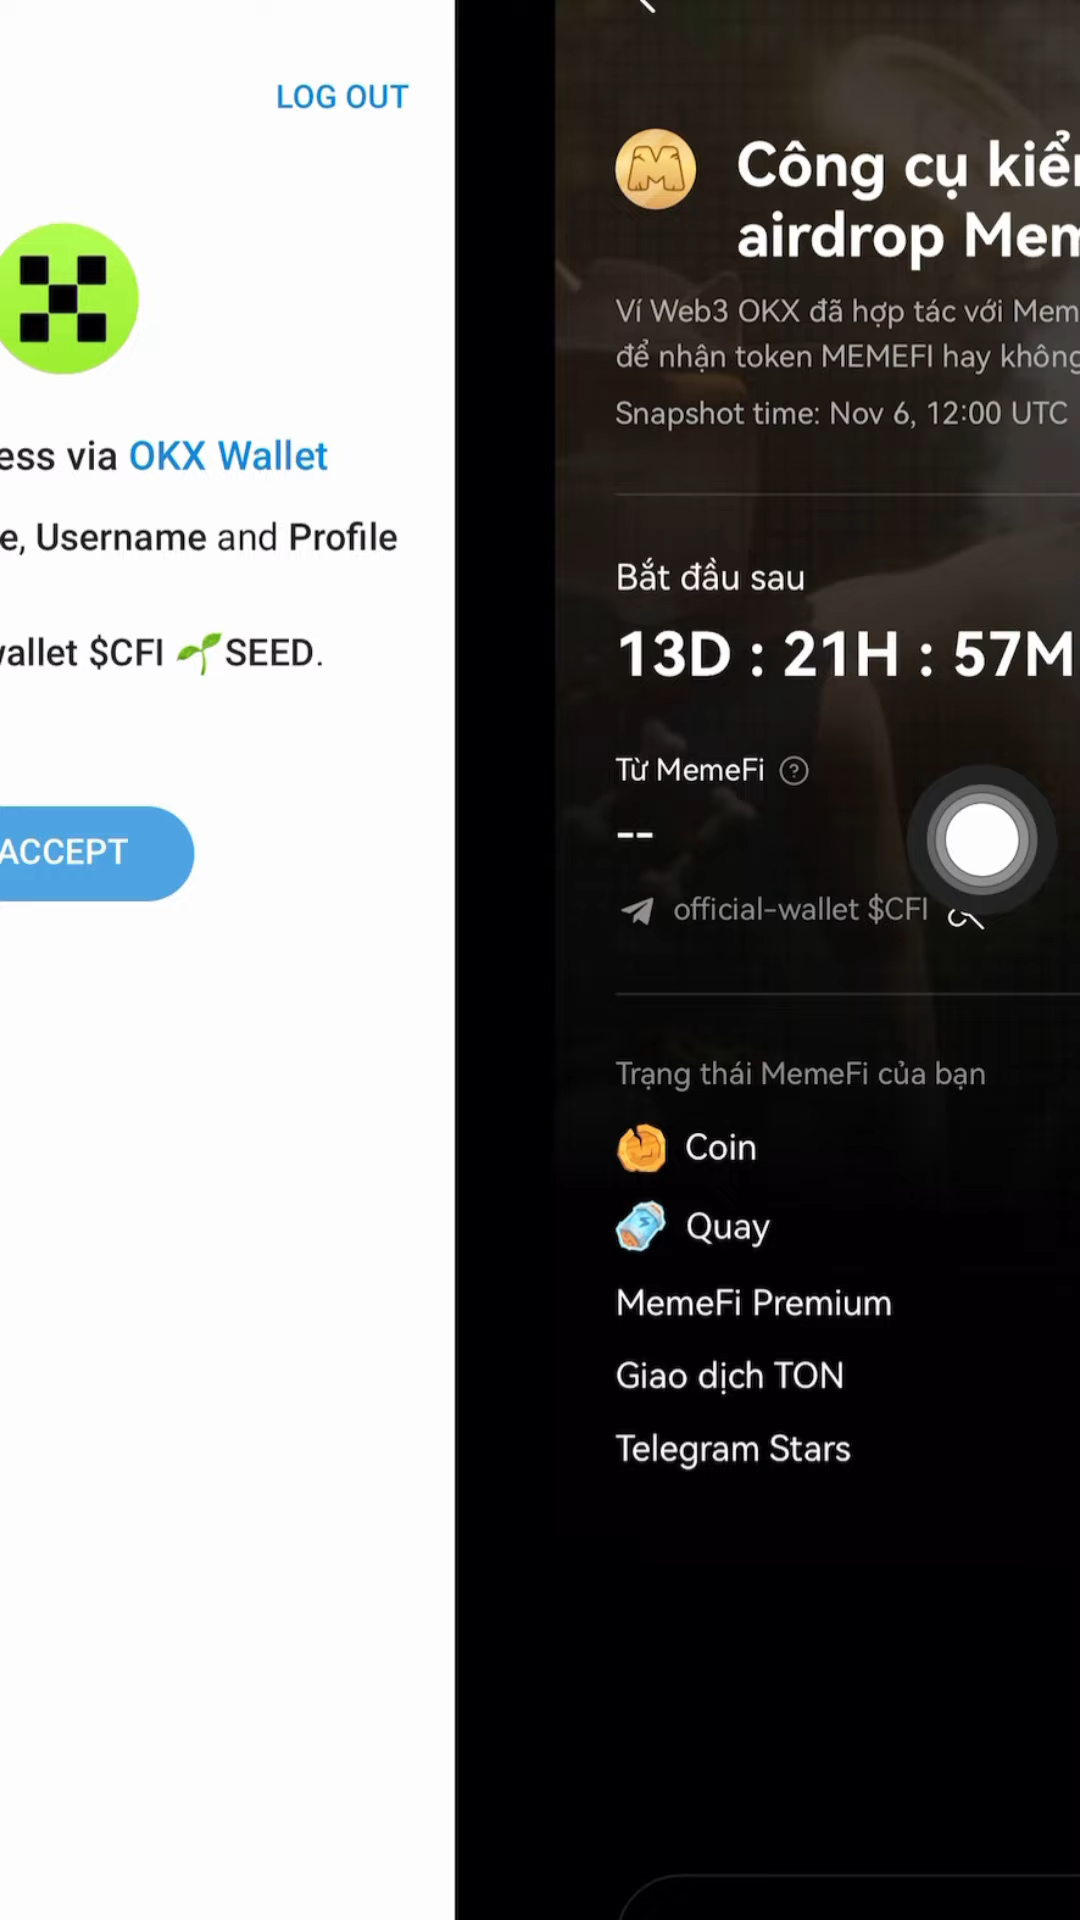 LOG OUT
ess via OKX Wallet
e, Username and Profile
allet $CFI 🌱SEED.
ACCEPT
Công cụ kiể
airdrop Mem
Ví Web3 OKX đã hợp tác với Mem
để nhận token MEMEFI hay không
Snapshot time: Nov 6, 12:00 UTC
Bắt đầu sau
13D : 21H : 57M
Từ MemeFi ?
--
official-wallet $CFI
Trạng thái MemeFi của bạn
Coin
Quay
MemeFi Premium
Giao dịch TON
Telegram Stars